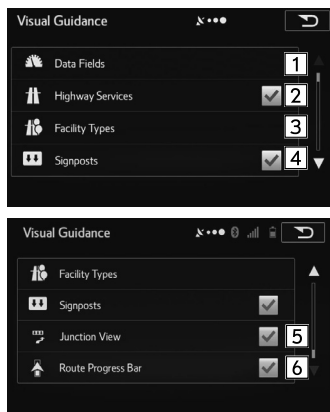 Visual Guidance
Data Fields 1
Highway Services 2
Facility Types 3
Signposts 4
Visual Guidance
Facility Types
Signposts
Junction View 5
Route Progress Bar 6